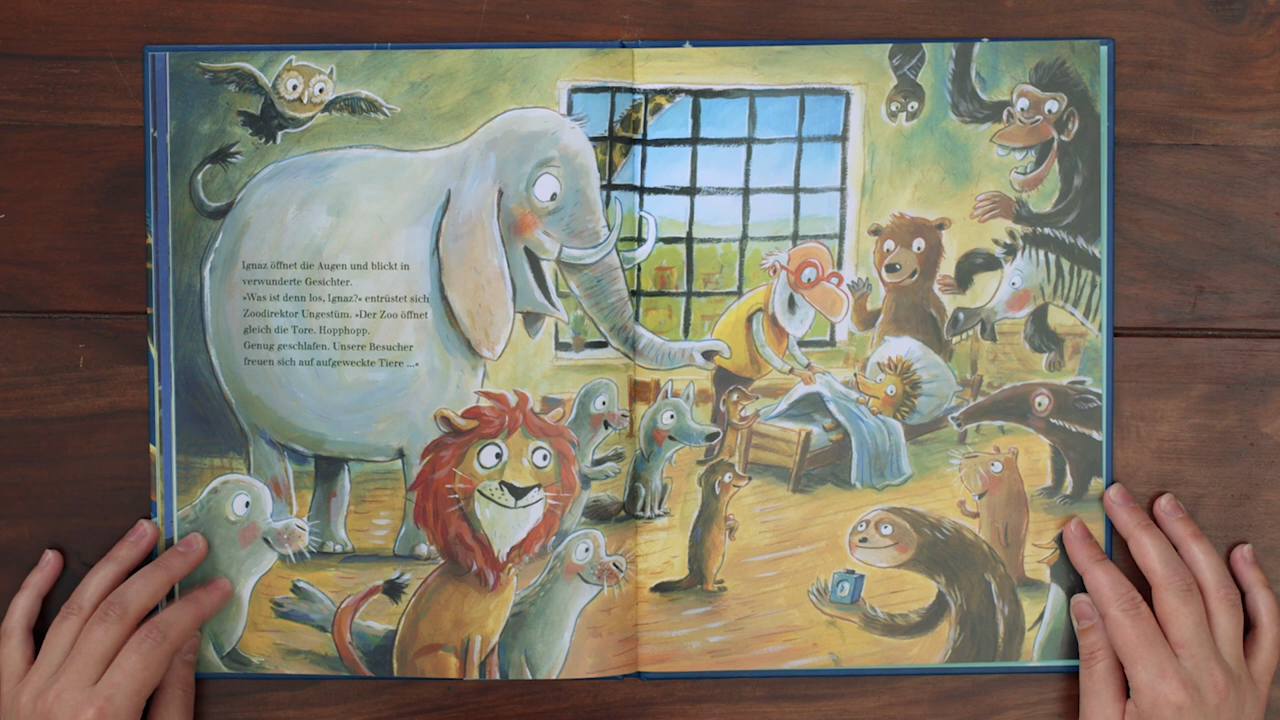 Ignaz öffnet die Augen und blickt in
verwunderte Gesichter.
»Was ist denn los, Ignaz?« entrüstet sich
Zoodirektor Ungestüm. »Der Zoo öffnet
gleich die Tore. Hopphopp.
Genug geschlafen. Unsere Besucher
freuen sich auf aufgeweckte Tiere ...«